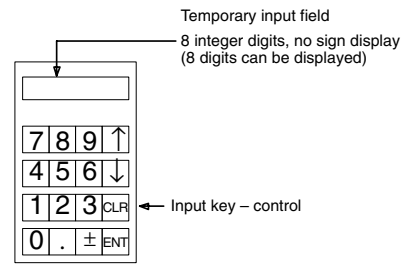 Temporary input field
8 integer digits, no sign display
(8 digits can be displayed)
7 8 9 ↑
4 5 6 ↓
1 2 3 CLR
Input key – control
0 . ± ENT